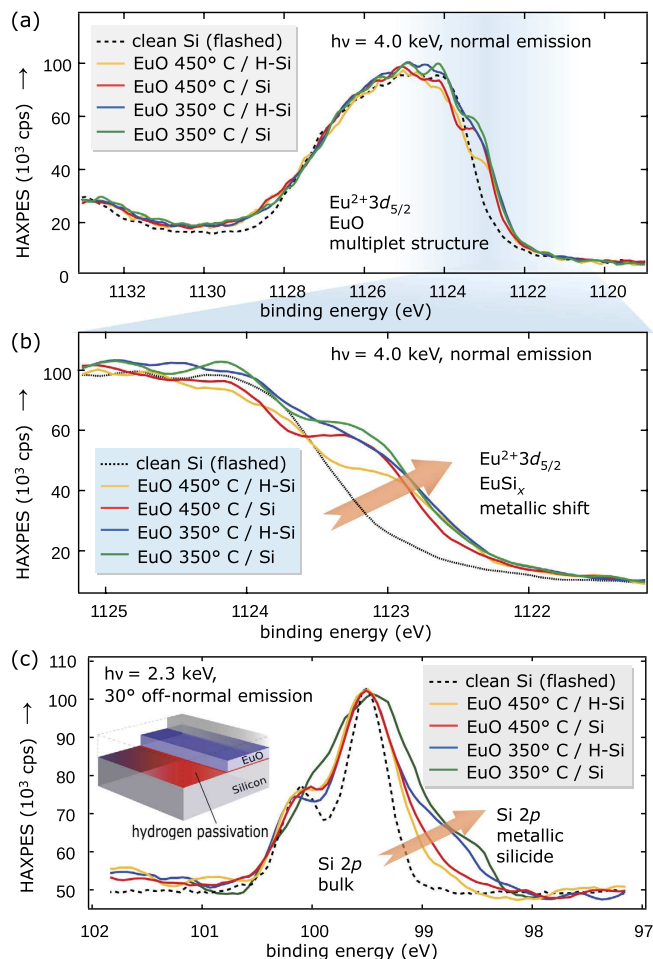 (a)
hν = 4.0 keV, normal emission
clean Si (flashed)
EuO 450° C / H-Si
EuO 450° C / Si
EuO 350° C / H-Si
EuO 350° C / Si
HAXPES (10³ cps) →
100
80
60
40
20
0
Eu²⁺3d₅/₂
EuO
multiplet structure
1132 1130 1128 1126 1124 1122 1120
binding energy (eV)
(b)
hν = 4.0 keV, normal emission
HAXPES (10³ cps) →
100
80
60
40
20
clean Si (flashed)
EuO 450° C / H-Si
EuO 450° C / Si
EuO 350° C / H-Si
EuO 350° C / Si
Eu²⁺3d₅/₂
EuSiₓ
metallic shift
1125 1124 1123 1122
binding energy (eV)
(c)
hν = 2.3 keV,
30° off-normal emission
clean Si (flashed)
EuO 450° C / H-Si
EuO 450° C / Si
EuO 350° C / H-Si
EuO 350° C / Si
HAXPES (10³ cps) →
110
100
90
80
70
60
50
EuO
Silicon
hydrogen passivation
Si 2p
bulk
Si 2p
metallic
silicide
102 101 100 99 98 97
binding energy (eV)